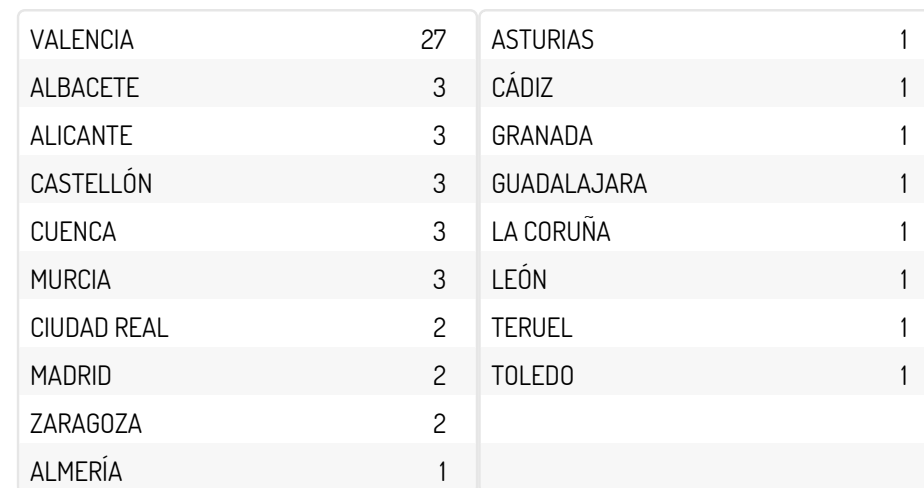 VALENCIA 27
ALBACETE 3
ALICANTE 3
CASTELLÓN 3
CUENCA 3
MURCIA 3
CIUDAD REAL 2
MADRID 2
ZARAGOZA 2
ALMERÍA 1
ASTURIAS 1
CÁDIZ 1
GRANADA 1
GUADALAJARA 1
LA CORUÑA 1
LEÓN 1
TERUEL 1
TOLEDO 1